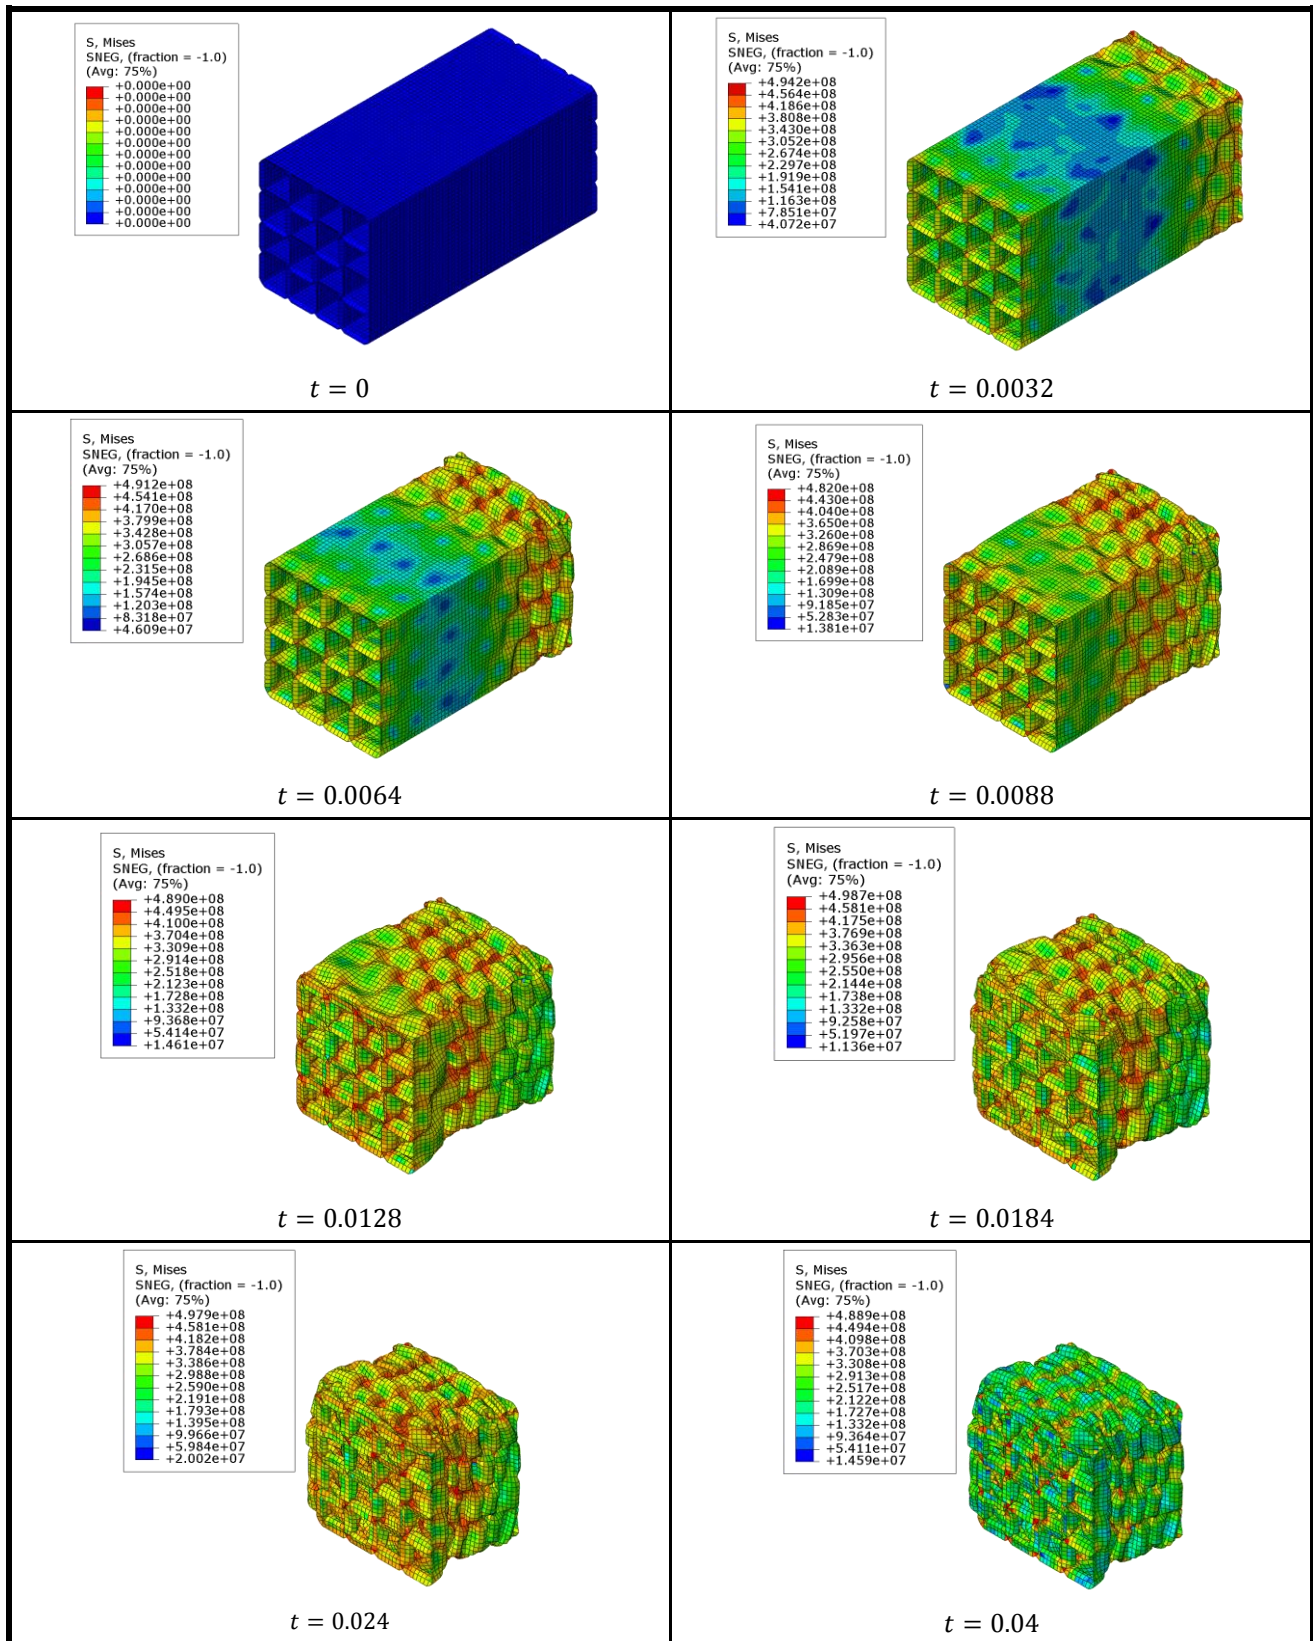 S, Mises
SNEG, (fraction = -1.0)
(Avg: 75%)
+0.000e+00
+0.000e+00
+0.000e+00
+0.000e+00
+0.000e+00
+0.000e+00
+0.000e+00
+0.000e+00
+0.000e+00
+0.000e+00
+0.000e+00
+0.000e+00
+0.000e+00
t = 0
S, Mises
SNEG, (fraction = -1.0)
(Avg: 75%)
+4.942e+08
+4.564e+08
+4.186e+08
+3.808e+08
+3.430e+08
+3.052e+08
+2.674e+08
+2.297e+08
+1.919e+08
+1.541e+08
+1.163e+08
+7.851e+07
+4.072e+07
t = 0.0032
S, Mises
SNEG, (fraction = -1.0)
(Avg: 75%)
+4.912e+08
+4.541e+08
+4.170e+08
+3.799e+08
+3.428e+08
+3.057e+08
+2.686e+08
+2.315e+08
+1.945e+08
+1.574e+08
+1.203e+08
+8.318e+07
+4.609e+07
t = 0.0064
S, Mises
SNEG, (fraction = -1.0)
(Avg: 75%)
+4.820e+08
+4.430e+08
+4.040e+08
+3.650e+08
+3.260e+08
+2.869e+08
+2.479e+08
+2.089e+08
+1.699e+08
+1.309e+08
+9.185e+07
+5.283e+07
+1.381e+07
t = 0.0088
S, Mises
SNEG, (fraction = -1.0)
(Avg: 75%)
+4.890e+08
+4.495e+08
+4.100e+08
+3.704e+08
+3.309e+08
+2.914e+08
+2.518e+08
+2.123e+08
+1.728e+08
+1.332e+08
+9.368e+07
+5.414e+07
+1.461e+07
t = 0.0128
S, Mises
SNEG, (fraction = -1.0)
(Avg: 75%)
+4.987e+08
+4.581e+08
+4.175e+08
+3.769e+08
+3.363e+08
+2.956e+08
+2.550e+08
+2.144e+08
+1.738e+08
+1.332e+08
+9.258e+07
+5.197e+07
+1.136e+07
t = 0.0184
S, Mises
SNEG, (fraction = -1.0)
(Avg: 75%)
+4.979e+08
+4.581e+08
+4.182e+08
+3.784e+08
+3.386e+08
+2.988e+08
+2.590e+08
+2.191e+08
+1.793e+08
+1.395e+08
+9.966e+07
+5.984e+07
+2.002e+07
t = 0.024
S, Mises
SNEG, (fraction = -1.0)
(Avg: 75%)
+4.889e+08
+4.494e+08
+4.098e+08
+3.703e+08
+3.308e+08
+2.913e+08
+2.517e+08
+2.122e+08
+1.727e+08
+1.332e+08
+9.364e+07
+5.411e+07
+1.459e+07
t = 0.04